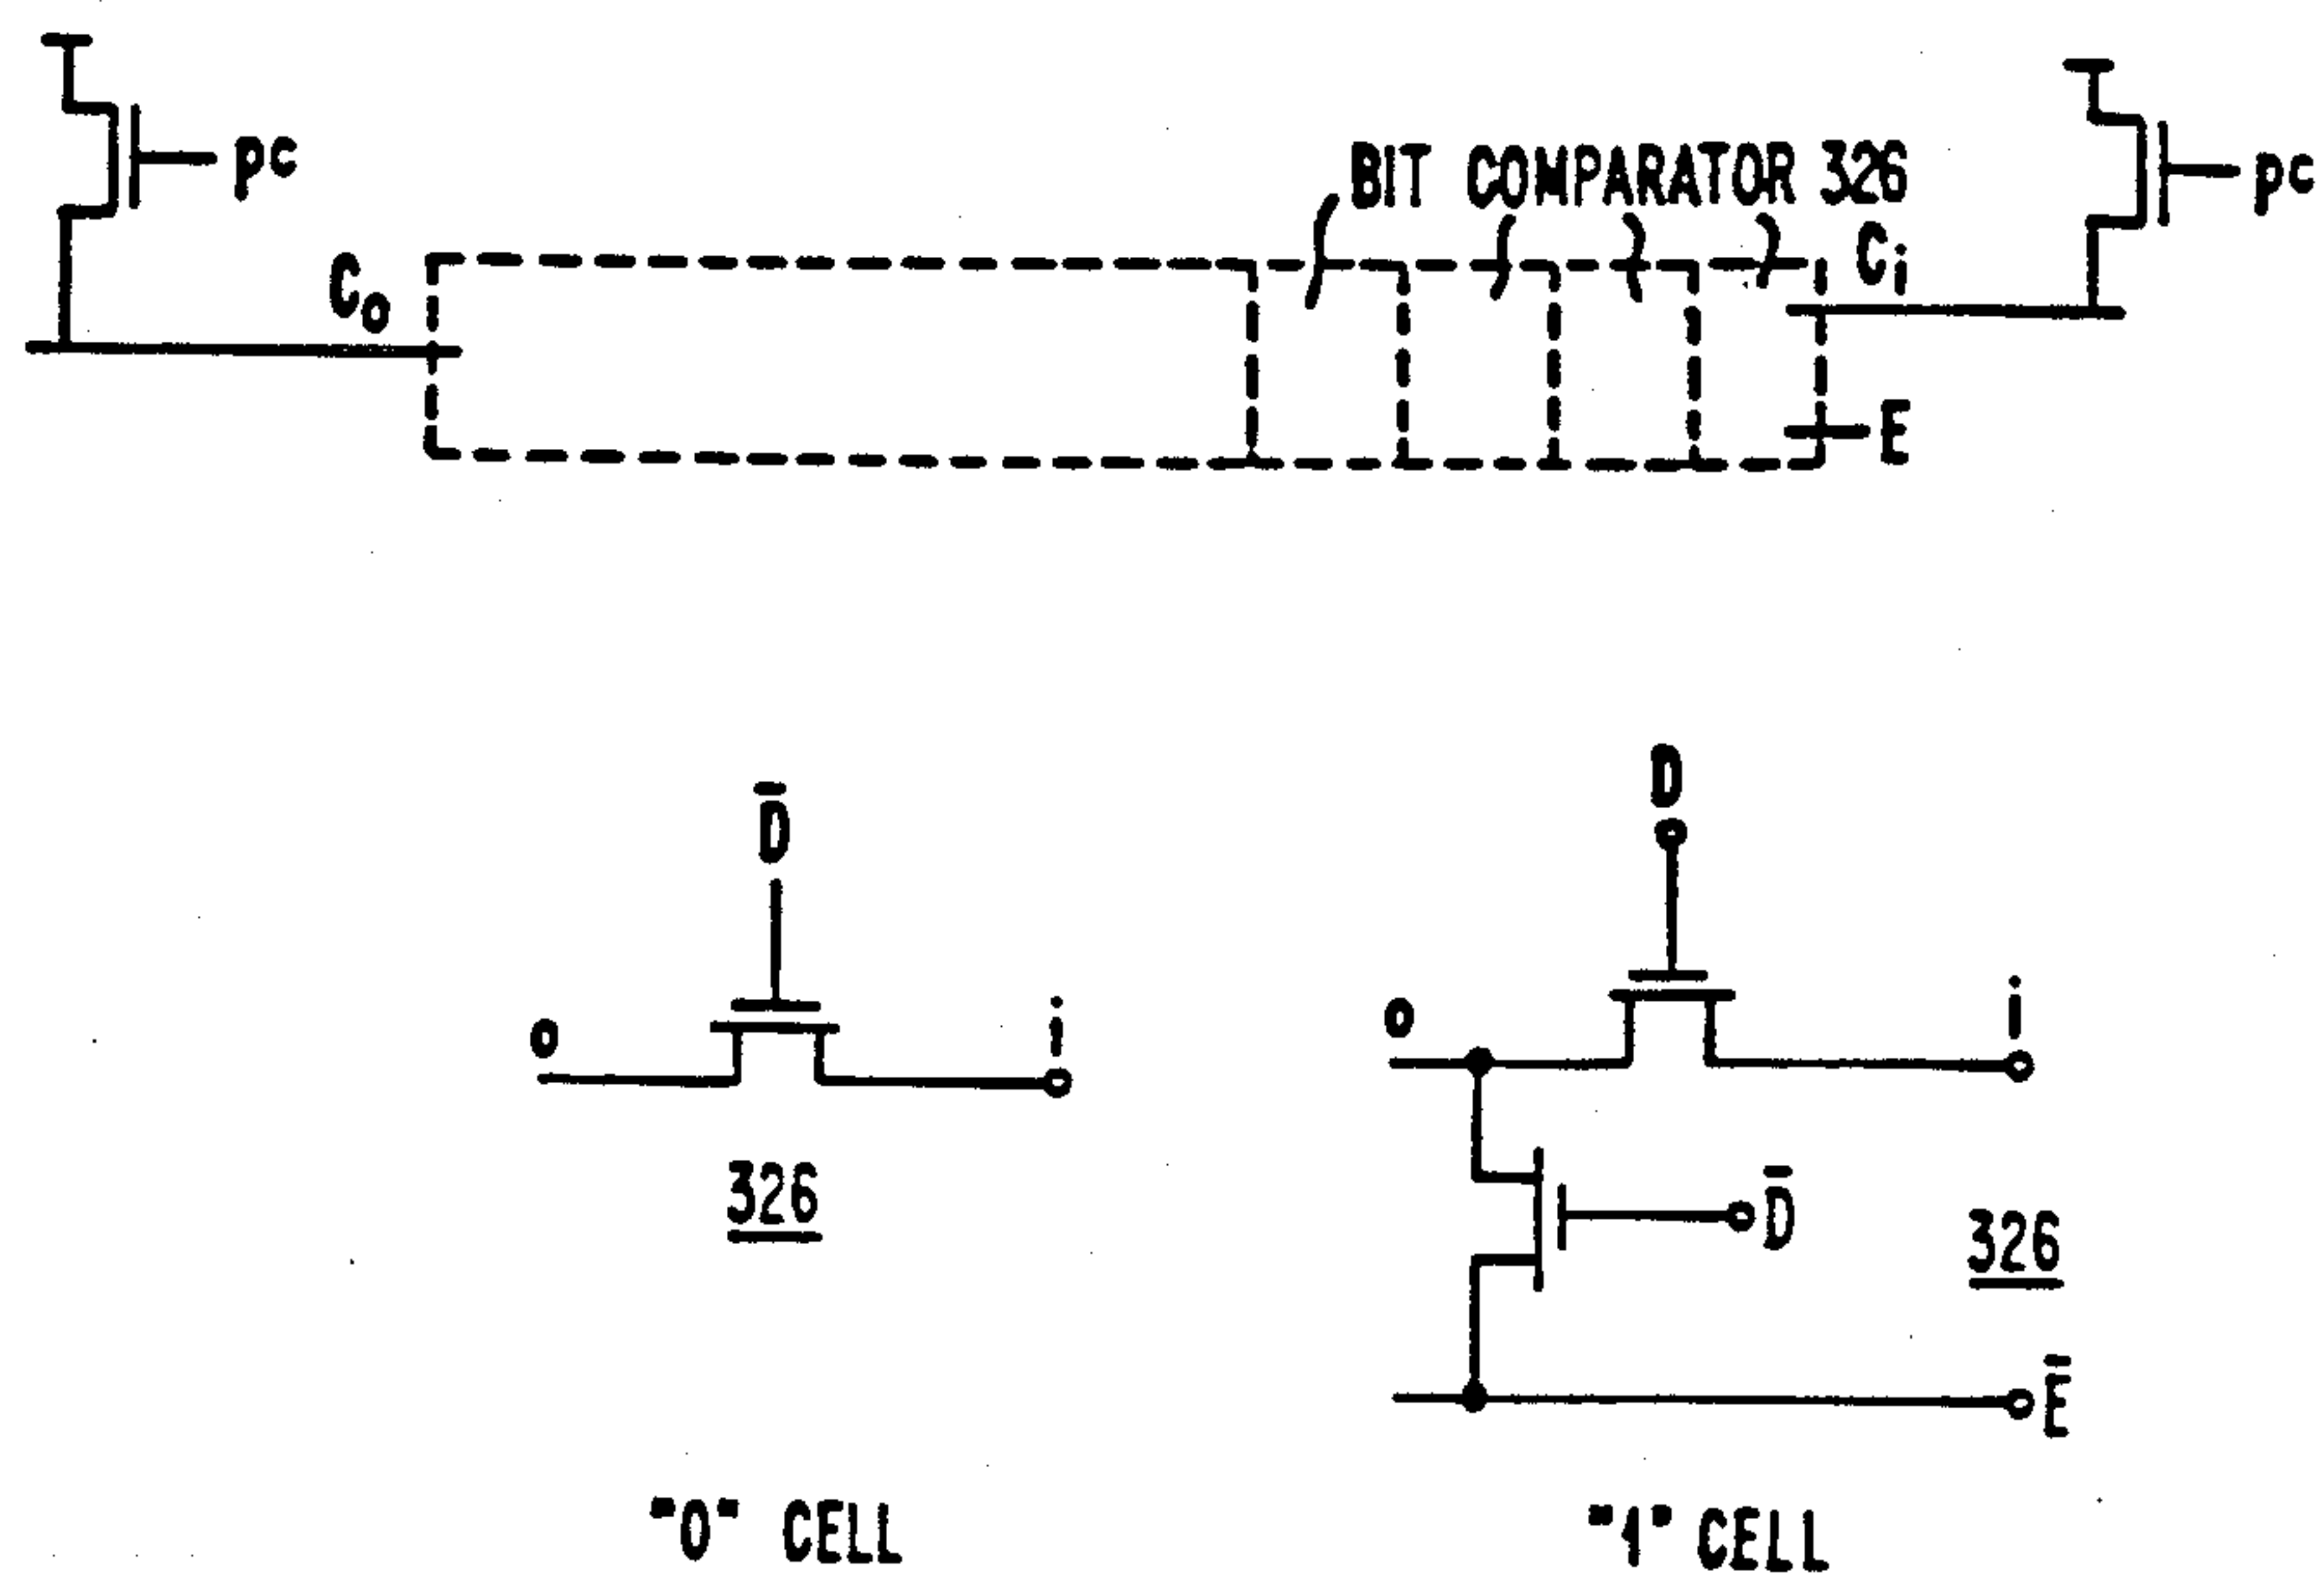 pc
BIT COMPARATOR 326
pc
Co
Ci
E
D̄
D
o
i
o
i
326
D̄
326
Ē
"0" CELL
"1" CELL